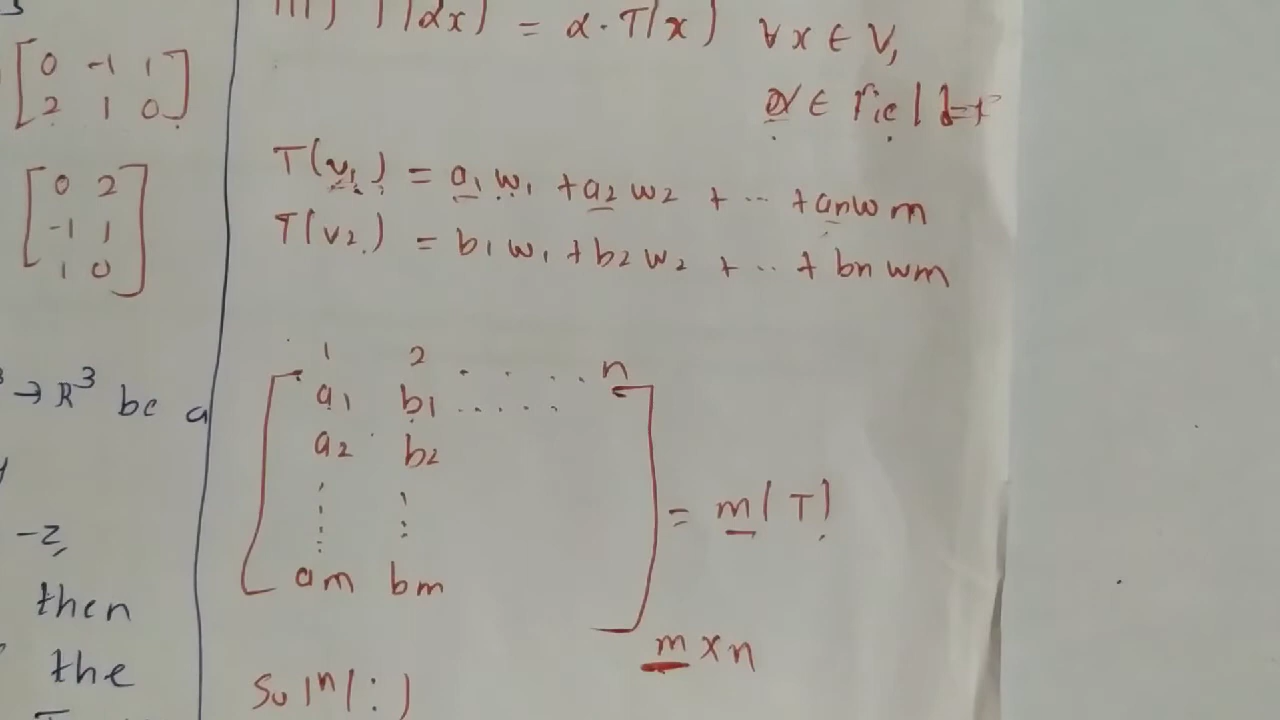 [0 -1 1
2 1 0]
[0 2
-1 1
1 0]
→ R³ be a
-2,
then
the
T(αx) = α·T(x) ∀x ∈ V,
α ∈ Field F
T(v₁) = a₁w₁ + a₂w₂ + ... + anwm
T(v₂) = b₁w₁ + b₂w₂ + ... + bnwm
1 2 . . . . n
[a₁ b₁ .....
a₂ b₂
⋮ ⋮
am bm] = m(T)
m×n
Solⁿ(:)